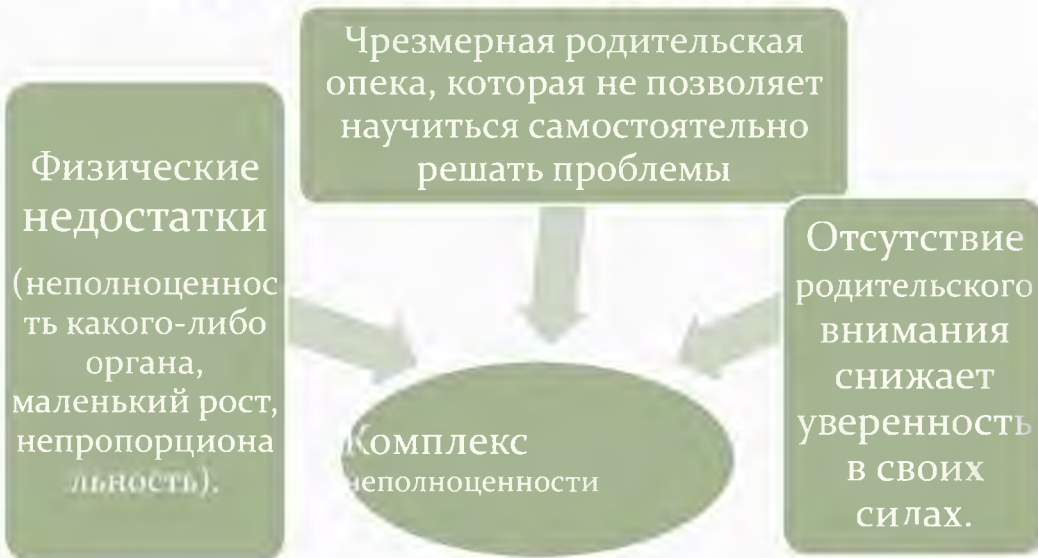 Чрезмерная родительская
опека, которая не позволяет
научиться самостоятельно
решать проблемы
Физические
недостатки
(неполноценнос
ть какого-либо
органа,
маленький рост,
непропорциона
льность).
Отсутствие
родительского
внимания
снижает
уверенность
в своих
силах.
Комплекс
неполноценности